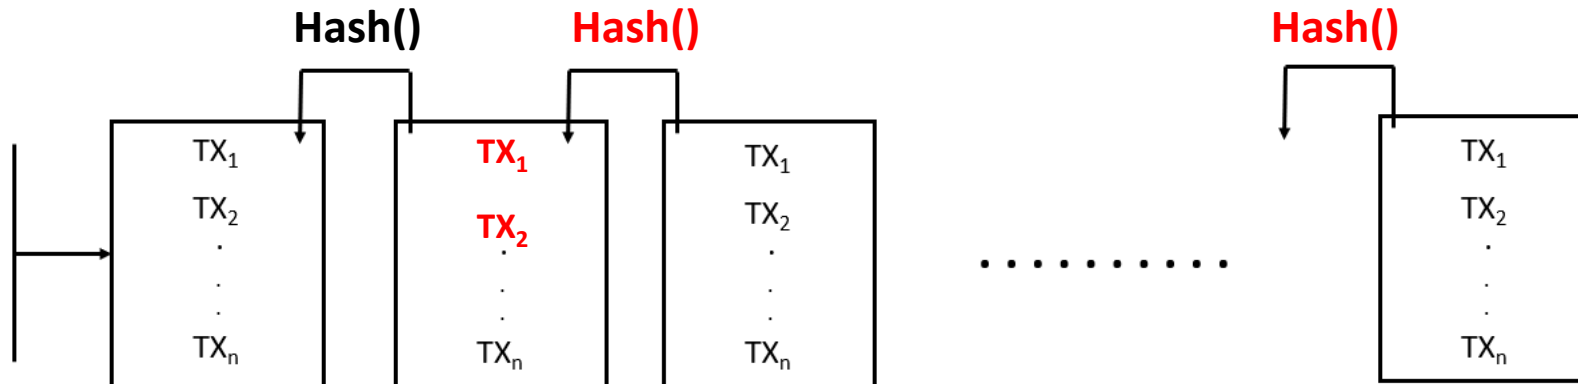 Hash() Hash() Hash()
TX₁ TX₁ TX₁ TX₁
TX₂ TX₂ TX₂ TX₂
. . . .
. . . .
. . . .
TXₙ TXₙ TXₙ TXₙ
..........